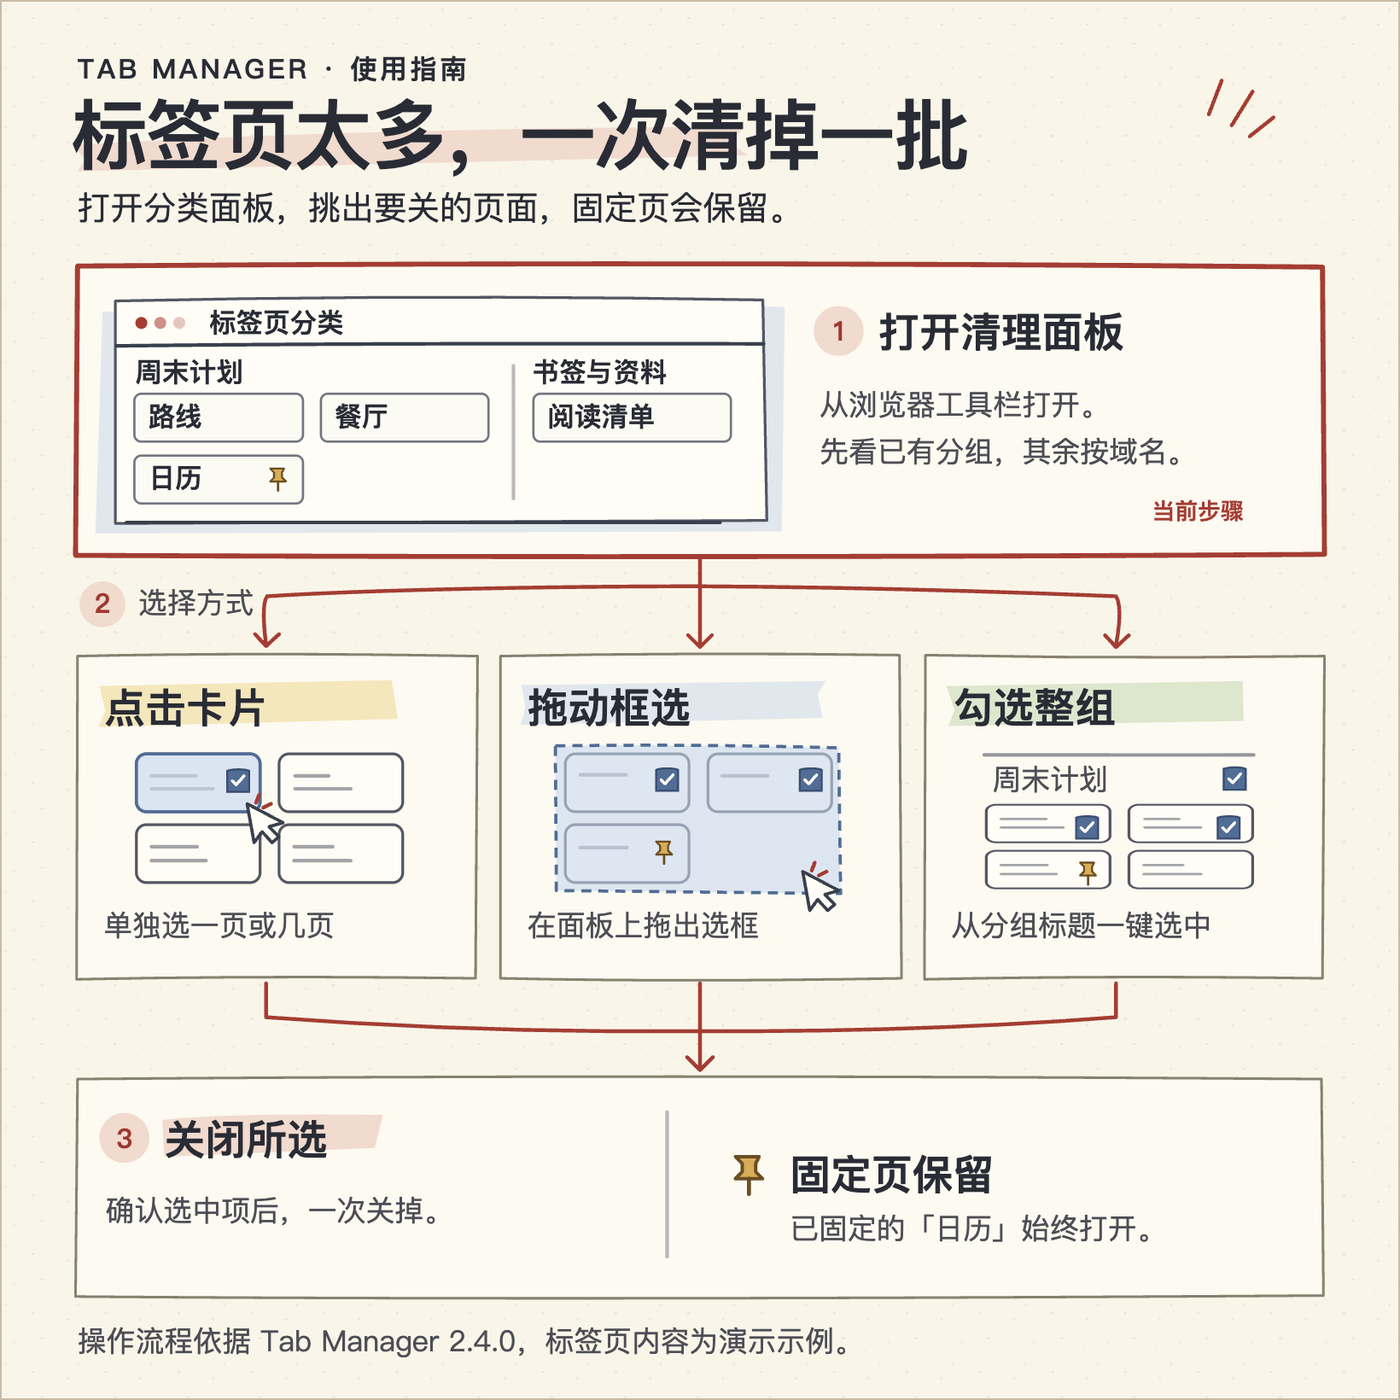 TAB MANAGER · 使用指南
标签页太多，一次清掉一批
打开分类面板，挑出要关的页面，固定页会保留。
标签页分类
周末计划
路线
餐厅
日历
书签与资料
阅读清单
1 打开清理面板
从浏览器工具栏打开。
先看已有分组，其余按域名。
当前步骤
2 选择方式
点击卡片
单独选一页或几页
拖动框选
在面板上拖出选框
勾选整组
周末计划
从分组标题一键选中
3 关闭所选
确认选中项后，一次关掉。
固定页保留
已固定的「日历」始终打开。
操作流程依据 Tab Manager 2.4.0，标签页内容为演示示例。